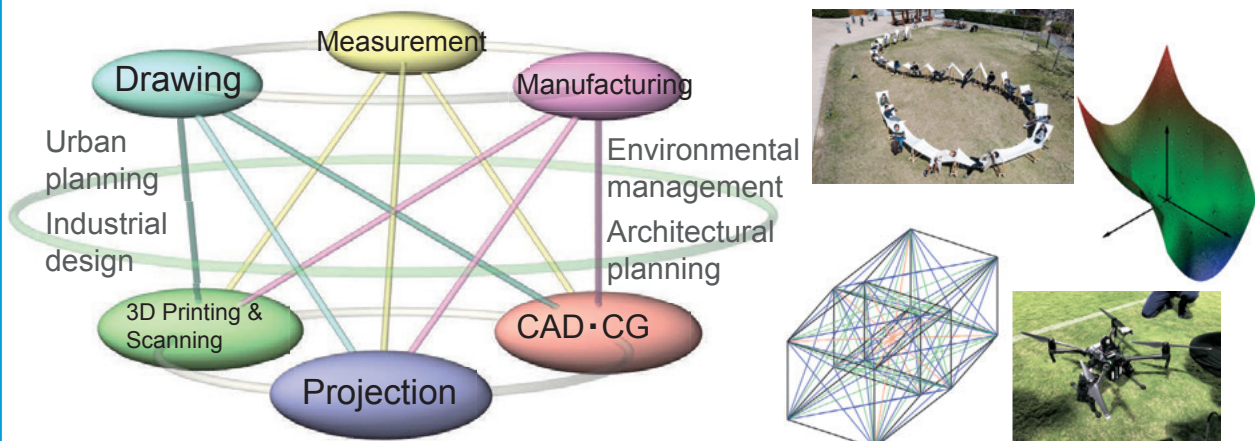 Measurement
Drawing
Manufacturing
Urban
planning
Industrial
design
Environmental
management
Architectural
planning
3D Printing &
Scanning
CAD・CG
Projection